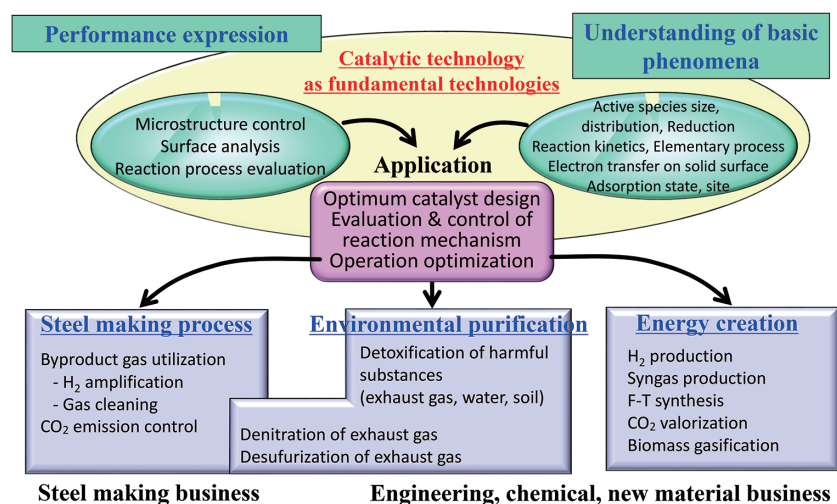 Performance expression
Understanding of basic
phenomena
Catalytic technology
as fundamental technologies
Microstructure control
Surface analysis
Reaction process evaluation
Active species size,
distribution, Reduction
Reaction kinetics, Elementary process
Electron transfer on solid surface
Adsorption state, site
Application
Optimum catalyst design
Evaluation & control of
reaction mechanism
Operation optimization
Steel making process
Byproduct gas utilization
- H₂ amplification
- Gas cleaning
CO₂ emission control
Environmental purification
Detoxification of harmful
substances
(exhaust gas, water, soil)
Denitration of exhaust gas
Desufurization of exhaust gas
Energy creation
H₂ production
Syngas production
F-T synthesis
CO₂ valorization
Biomass gasification
Steel making business
Engineering, chemical, new material business